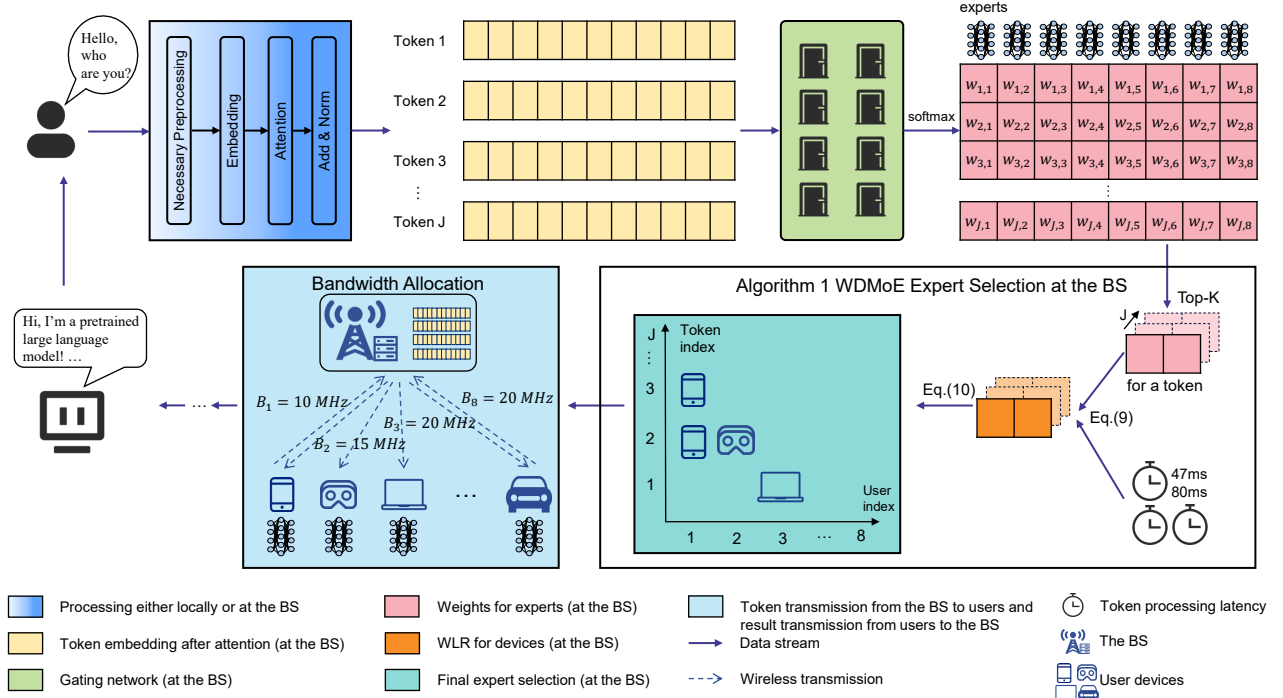 Hello,
who
are you?
Necessary Preprocessing
Embedding
Attention
Add & Norm
Token 1
Token 2
Token 3
⋮
Token J
softmax
experts
w1,1 w1,2 w1,3 w1,4 w1,5 w1,6 w1,7 w1,8
w2,1 w2,2 w2,3 w2,4 w2,5 w2,6 w2,7 w2,8
w3,1 w3,2 w3,3 w3,4 w3,5 w3,6 w3,7 w3,8
⋮
wJ,1 wJ,2 wJ,3 wJ,4 wJ,5 wJ,6 wJ,7 wJ,8
Hi, I'm a pretrained
large language
model! …
...
Bandwidth Allocation
B1 = 10 MHz
B2 = 15 MHz
B3 = 20 MHz
B8 = 20 MHz
...
Algorithm 1 WDMoE Expert Selection at the BS
Token
index
J
⋮
3
2
1
User
index
1 2 3 ... 8
Top-K
J
for a token
Eq.(9)
Eq.(10)
47ms
80ms
Processing either locally or at the BS
Token embedding after attention (at the BS)
Gating network (at the BS)
Weights for experts (at the BS)
WLR for devices (at the BS)
Final expert selection (at the BS)
Token transmission from the BS to users and
result transmission from users to the BS
Data stream
Wireless transmission
Token processing latency
The BS
User devices